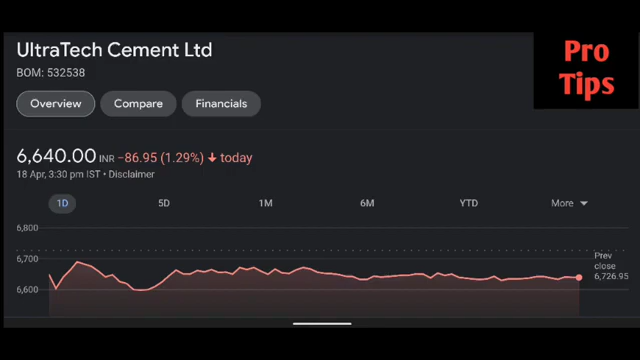 UltraTech Cement Ltd
BOM: 532538
Pro
Tips
Overview Compare Financials
6,640.00 INR −86.95 (1.29%) ↓ today
18 Apr, 3:30 pm IST • Disclaimer
1D 5D 1M 6M YTD More
6,800
6,700
6,600
Prev
close
6,726.95